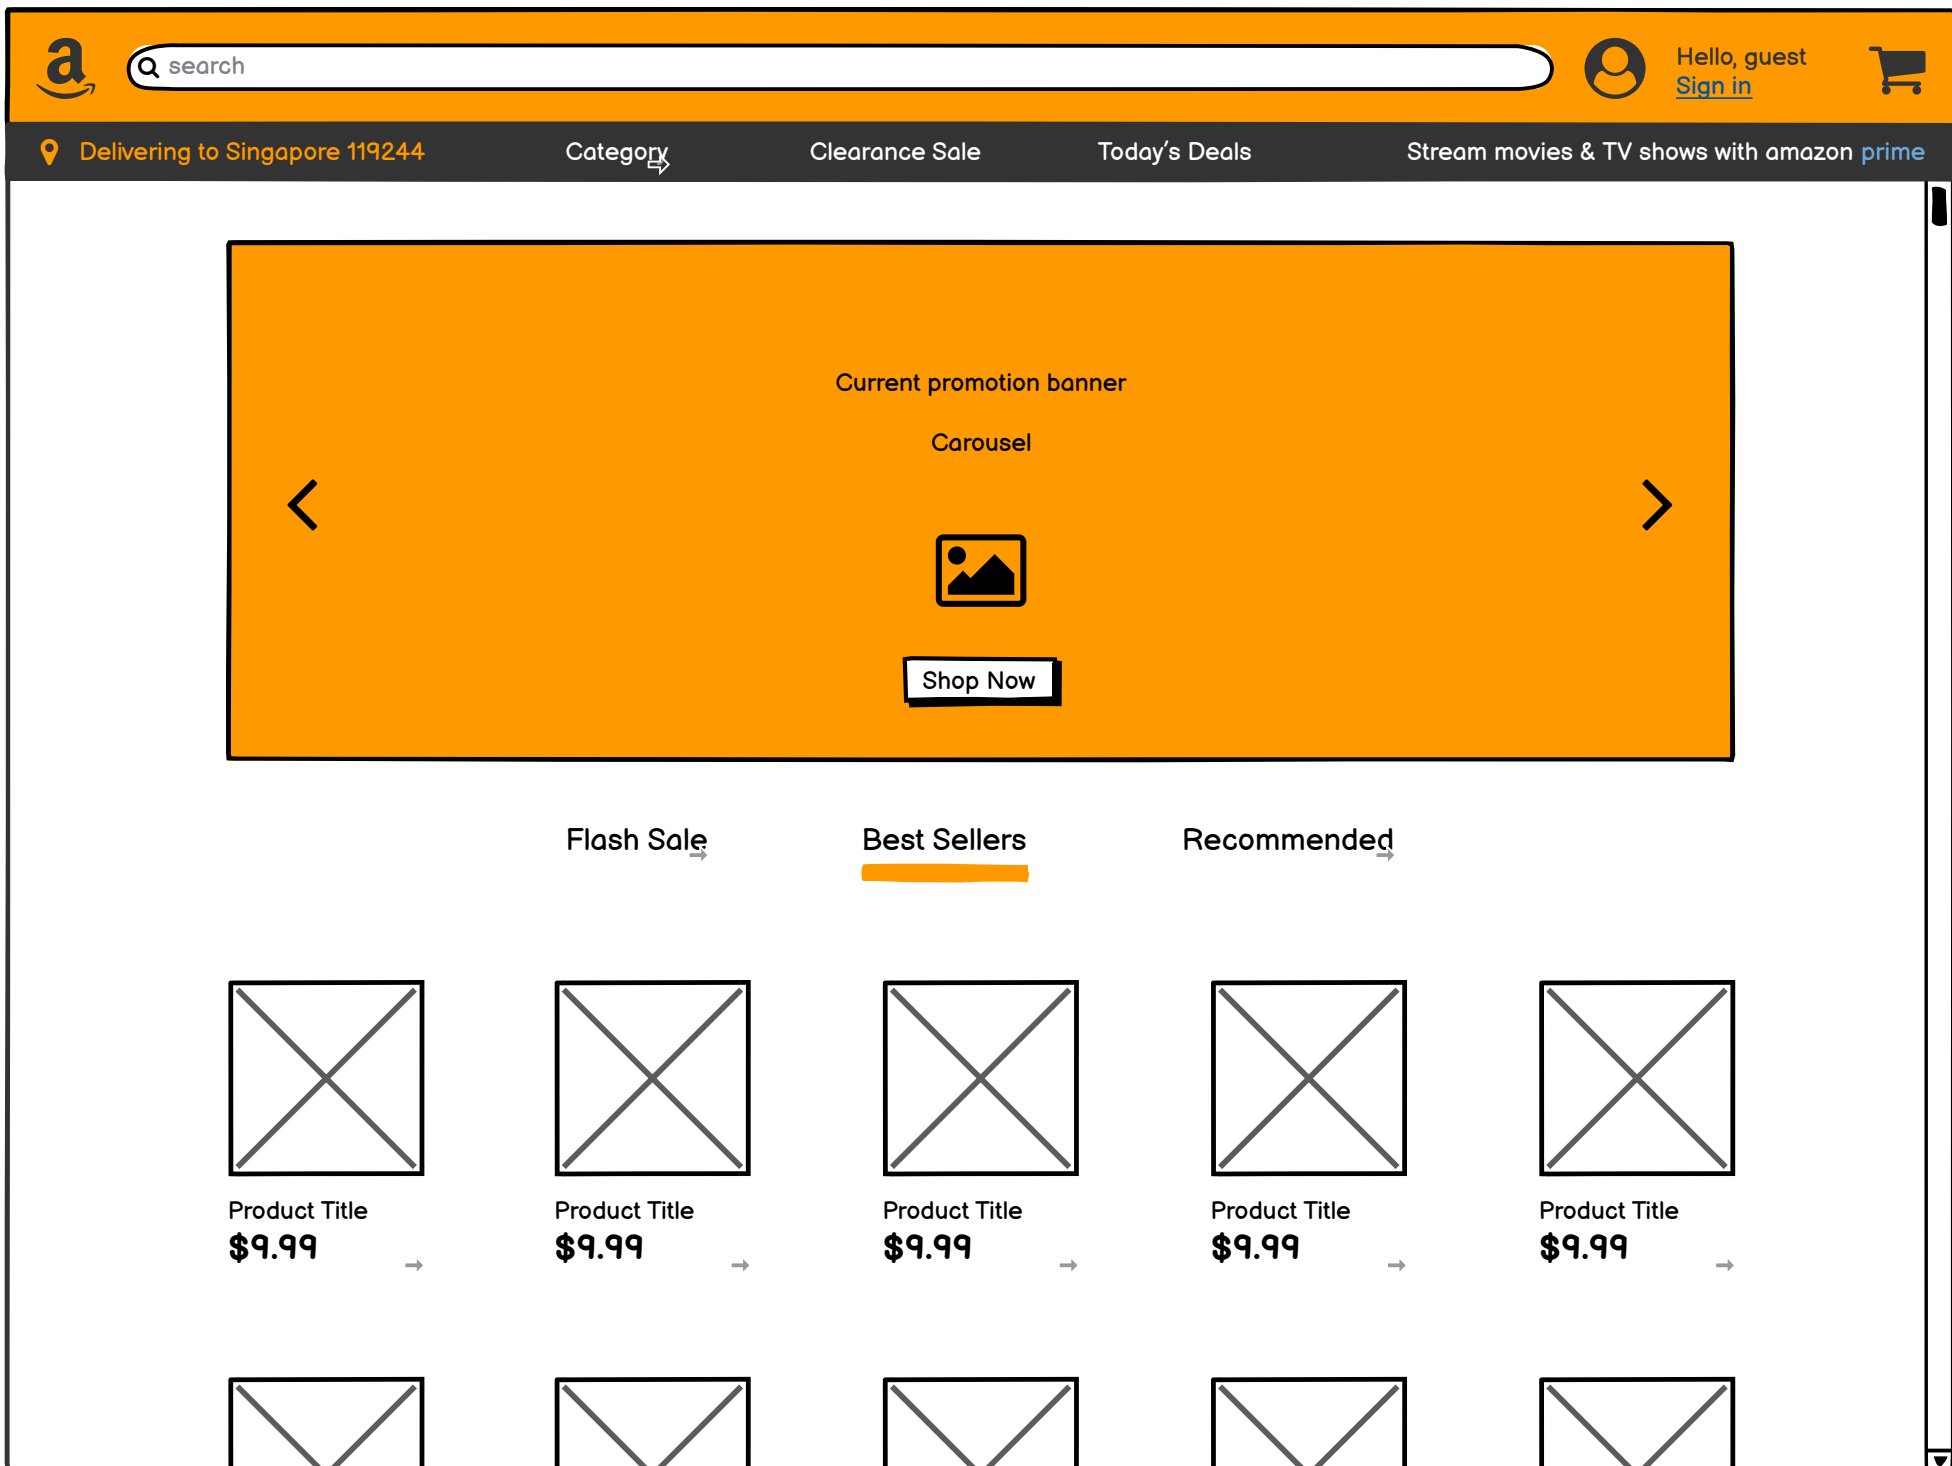 a
search
Hello, guest
Sign in
Delivering to Singapore 119244
Category
Clearance Sale
Today's Deals
Stream movies & TV shows with amazon prime
Current promotion banner
Carousel
Shop Now
Flash Sale
Best Sellers
Recommended
Product Title
$9.99
Product Title
$9.99
Product Title
$9.99
Product Title
$9.99
Product Title
$9.99